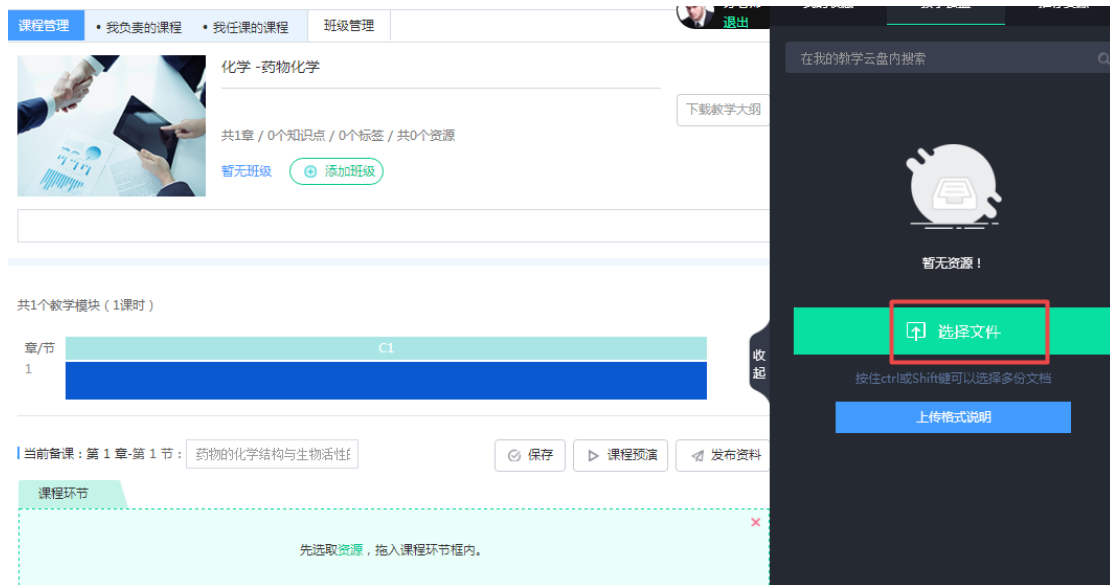 课程管理
• 我负责的课程
• 我任课的课程
班级管理
退出
化学 -药物化学
下载教学大纲
共1章 / 0个知识点 / 0个标签 / 共0个资源
暂无班级
添加班级
共1个教学模块（1课时）
章/节
C1
1
收起
当前备课：第 1 章-第 1 节：
药物的化学结构与生物活性
保存
课程预演
发布资料
课程环节
先选取资源，拖入课程环节框内。
在我的教学云盘内搜索
暂无资源！
选择文件
按住ctrl或Shift键可以选择多份文档
上传格式说明